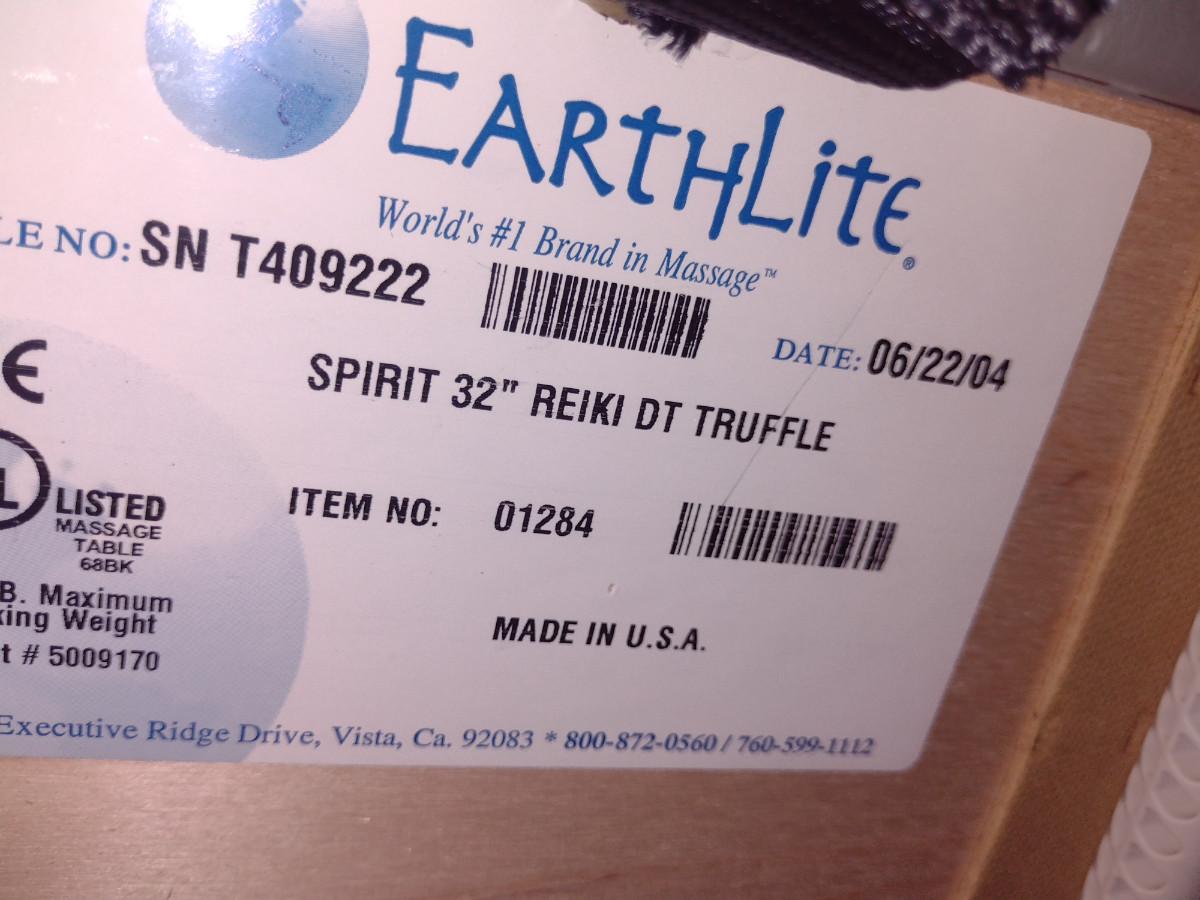 EARTHLITE®
World's #1 Brand in Massage™
LE NO: SN T409222
DATE: 06/22/04
CE
SPIRIT 32" REIKI DT TRUFFLE
L LISTED
MASSAGE
TABLE
68BK
ITEM NO: 01284
B. Maximum
king Weight
MADE IN U.S.A.
t # 5009170
Executive Ridge Drive, Vista, Ca. 92083 * 800-872-0560 / 760-599-1112